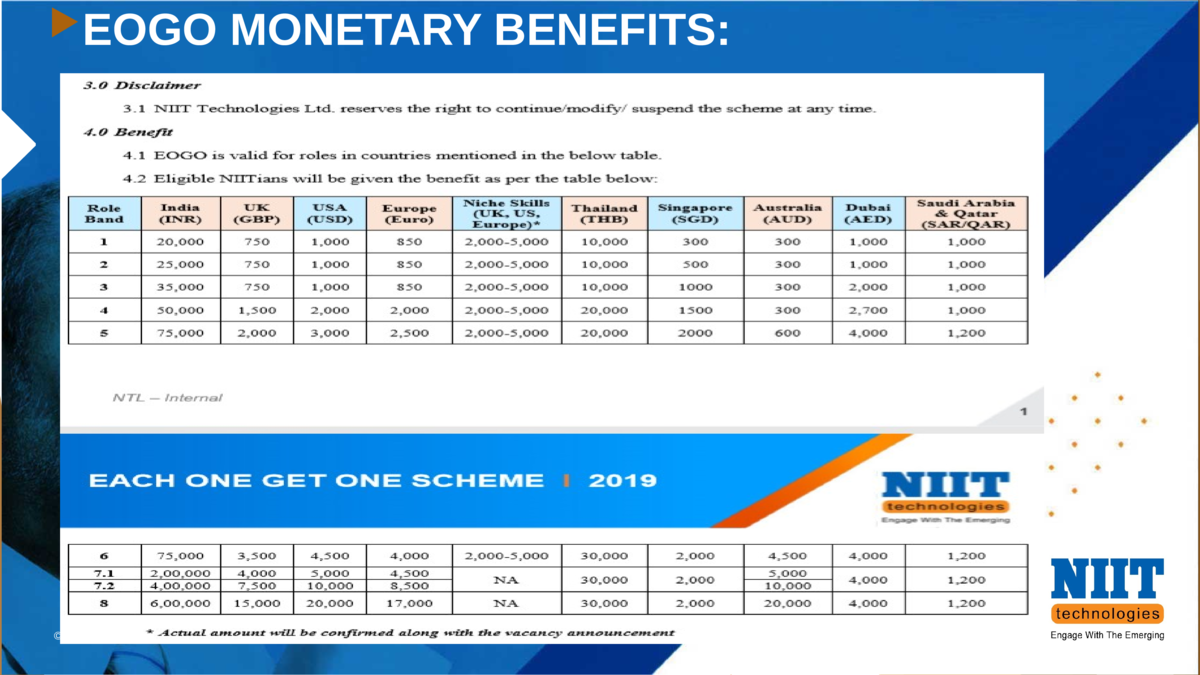 EOGO MONETARY BENEFITS:
3.0 Disclaimer
3.1 NIIT Technologies Ltd. reserves the right to continue/modify/ suspend the scheme at any time.
4.0 Benefit
4.1 EOGO is valid for roles in countries mentioned in the below table.
4.2 Eligible NIITians will be given the benefit as per the table below:
Role Band | India (INR) | UK (GBP) | USA (USD) | Europe (Euro) | Niche Skills (UK, US, Europe)* | Thailand (THB) | Singapore (SGD) | Australia (AUD) | Dubai (AED) | Saudi Arabia & Qatar (SAR/QAR)
1 | 20,000 | 750 | 1,000 | 850 | 2,000-5,000 | 10,000 | 300 | 300 | 1,000 | 1,000
2 | 25,000 | 750 | 1,000 | 850 | 2,000-5,000 | 10,000 | 500 | 300 | 1,000 | 1,000
3 | 35,000 | 750 | 1,000 | 850 | 2,000-5,000 | 10,000 | 1000 | 300 | 2,000 | 1,000
4 | 50,000 | 1,500 | 2,000 | 2,000 | 2,000-5,000 | 20,000 | 1500 | 300 | 2,700 | 1,000
5 | 75,000 | 2,000 | 3,000 | 2,500 | 2,000-5,000 | 20,000 | 2000 | 600 | 4,000 | 1,200
NTL – Internal
1
EACH ONE GET ONE SCHEME | 2019
NIIT
technologies
Engage With The Emerging
6 | 75,000 | 3,500 | 4,500 | 4,000 | 2,000-5,000 | 30,000 | 2,000 | 4,500 | 4,000 | 1,200
7.1 | 2,00,000 | 4,000 | 5,000 | 4,500 | NA | 30,000 | 2,000 | 5,000 | 4,000 | 1,200
7.2 | 4,00,000 | 7,500 | 10,000 | 8,500 | 10,000
8 | 6,00,000 | 15,000 | 20,000 | 17,000 | NA | 30,000 | 2,000 | 20,000 | 4,000 | 1,200
* Actual amount will be confirmed along with the vacancy announcement
NIIT
technologies
Engage With The Emerging